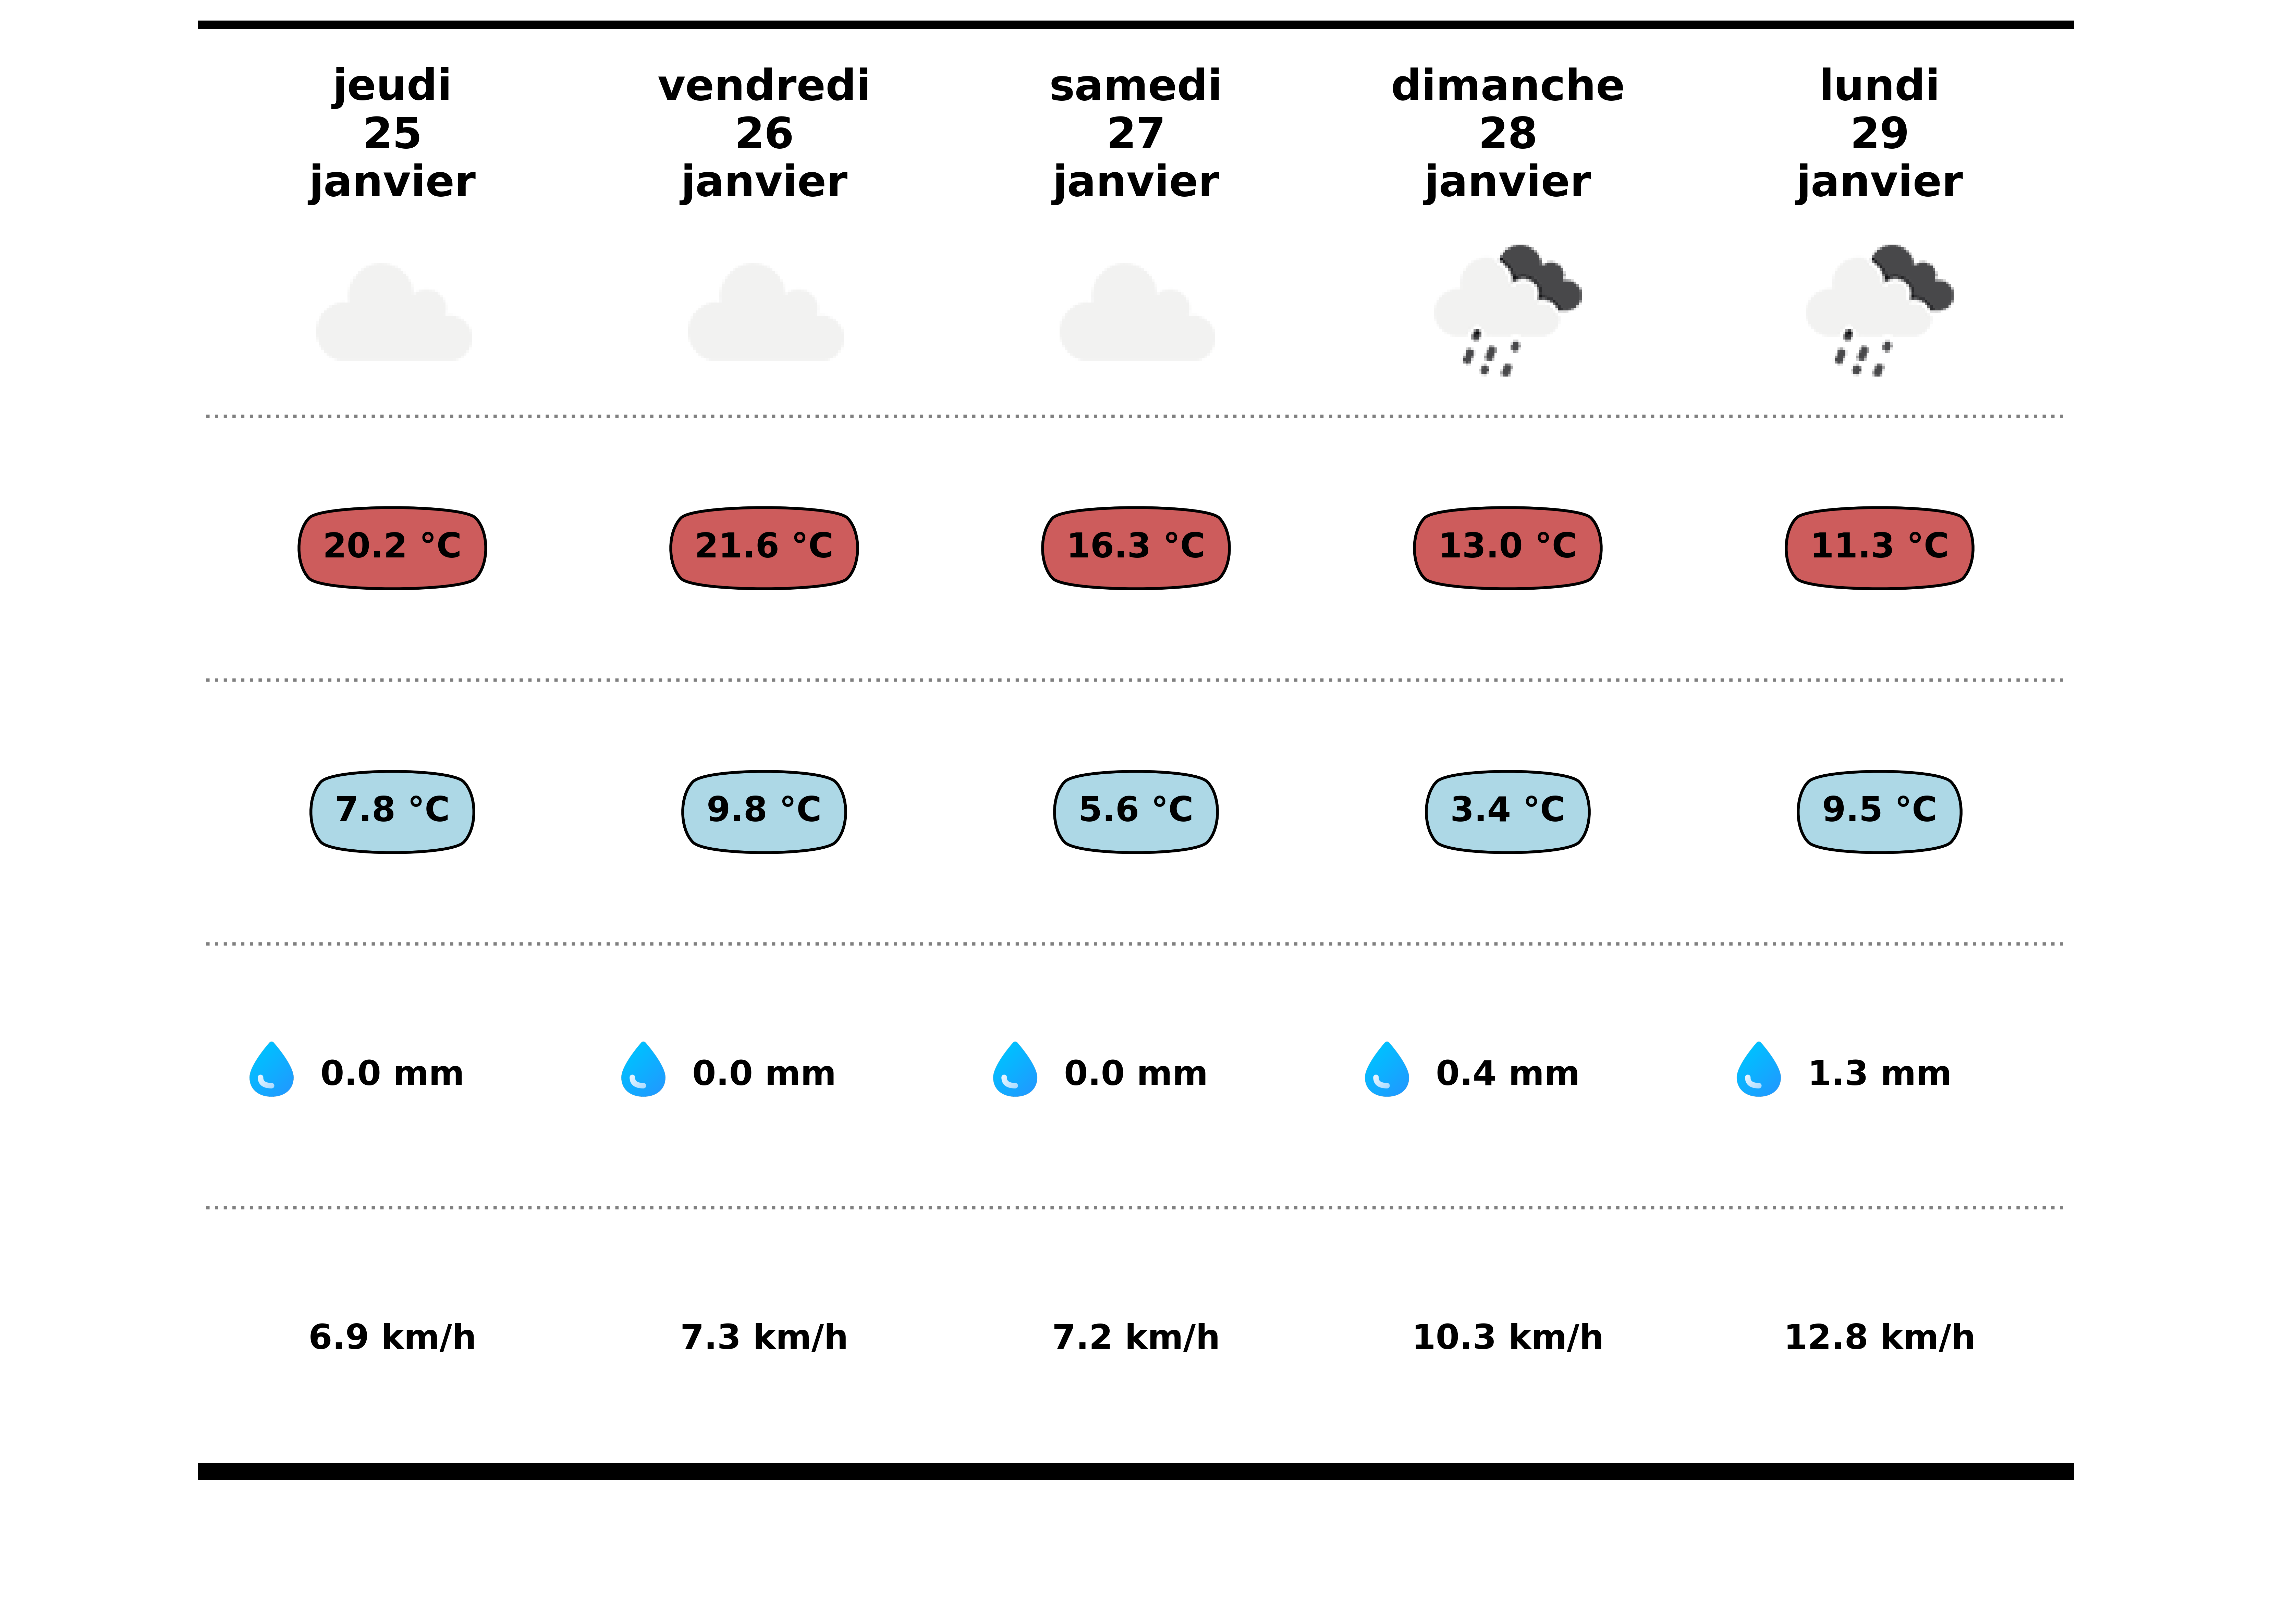 jeudi
25
janvier
vendredi
26
janvier
samedi
27
janvier
dimanche
28
janvier
lundi
29
janvier
20.2 °C
21.6 °C
16.3 °C
13.0 °C
11.3 °C
7.8 °C
9.8 °C
5.6 °C
3.4 °C
9.5 °C
0.0 mm
0.0 mm
0.0 mm
0.4 mm
1.3 mm
6.9 km/h
7.3 km/h
7.2 km/h
10.3 km/h
12.8 km/h